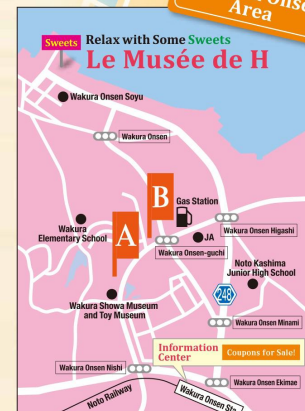 Area
Sweets
Relax with Some Sweets
Le Musée de H
Wakura Onsen Soyu
Wakura Onsen
B
Gas Station
Wakura Onsen Higashi
Wakura
Elementary School
A
JA
Wakura Onsen-guchi
Noto Kashima
Junior High School
248
Wakura Showa Museum
and Toy Museum
Wakura Onsen Minami
Information
Center
Coupons for Sale!
Wakura Onsen Nishi
Wakura Onsen Ekimae
Noto Railway
Wakura Onsen Sta